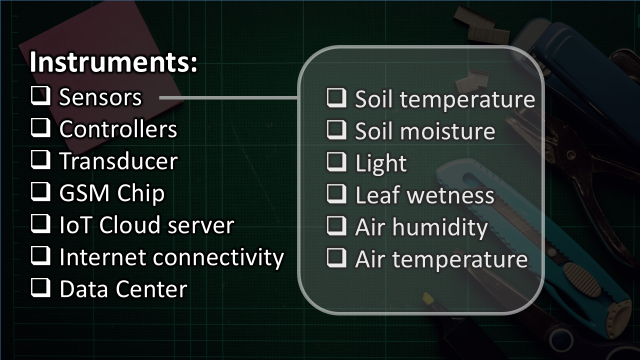 Instruments:
❑ Sensors
❑ Controllers
❑ Transducer
❑ GSM Chip
❑ IoT Cloud server
❑ Internet connectivity
❑ Data Center
❑ Soil temperature
❑ Soil moisture
❑ Light
❑ Leaf wetness
❑ Air humidity
❑ Air temperature